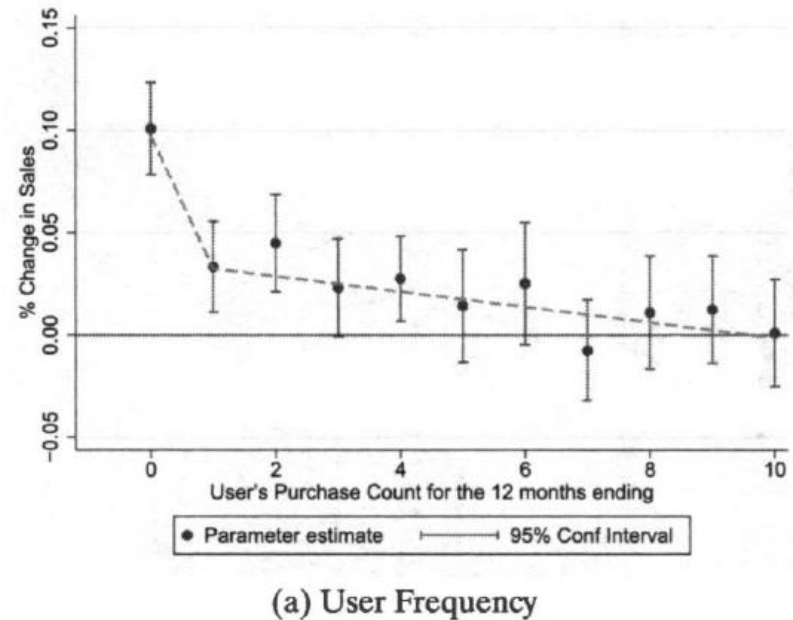 0.15
0.10
0.05
0.00
−0.05
% Change in Sales
0 2 4 6 8 10
User's Purchase Count for the 12 months ending
Parameter estimate 95% Conf Interval
(a) User Frequency